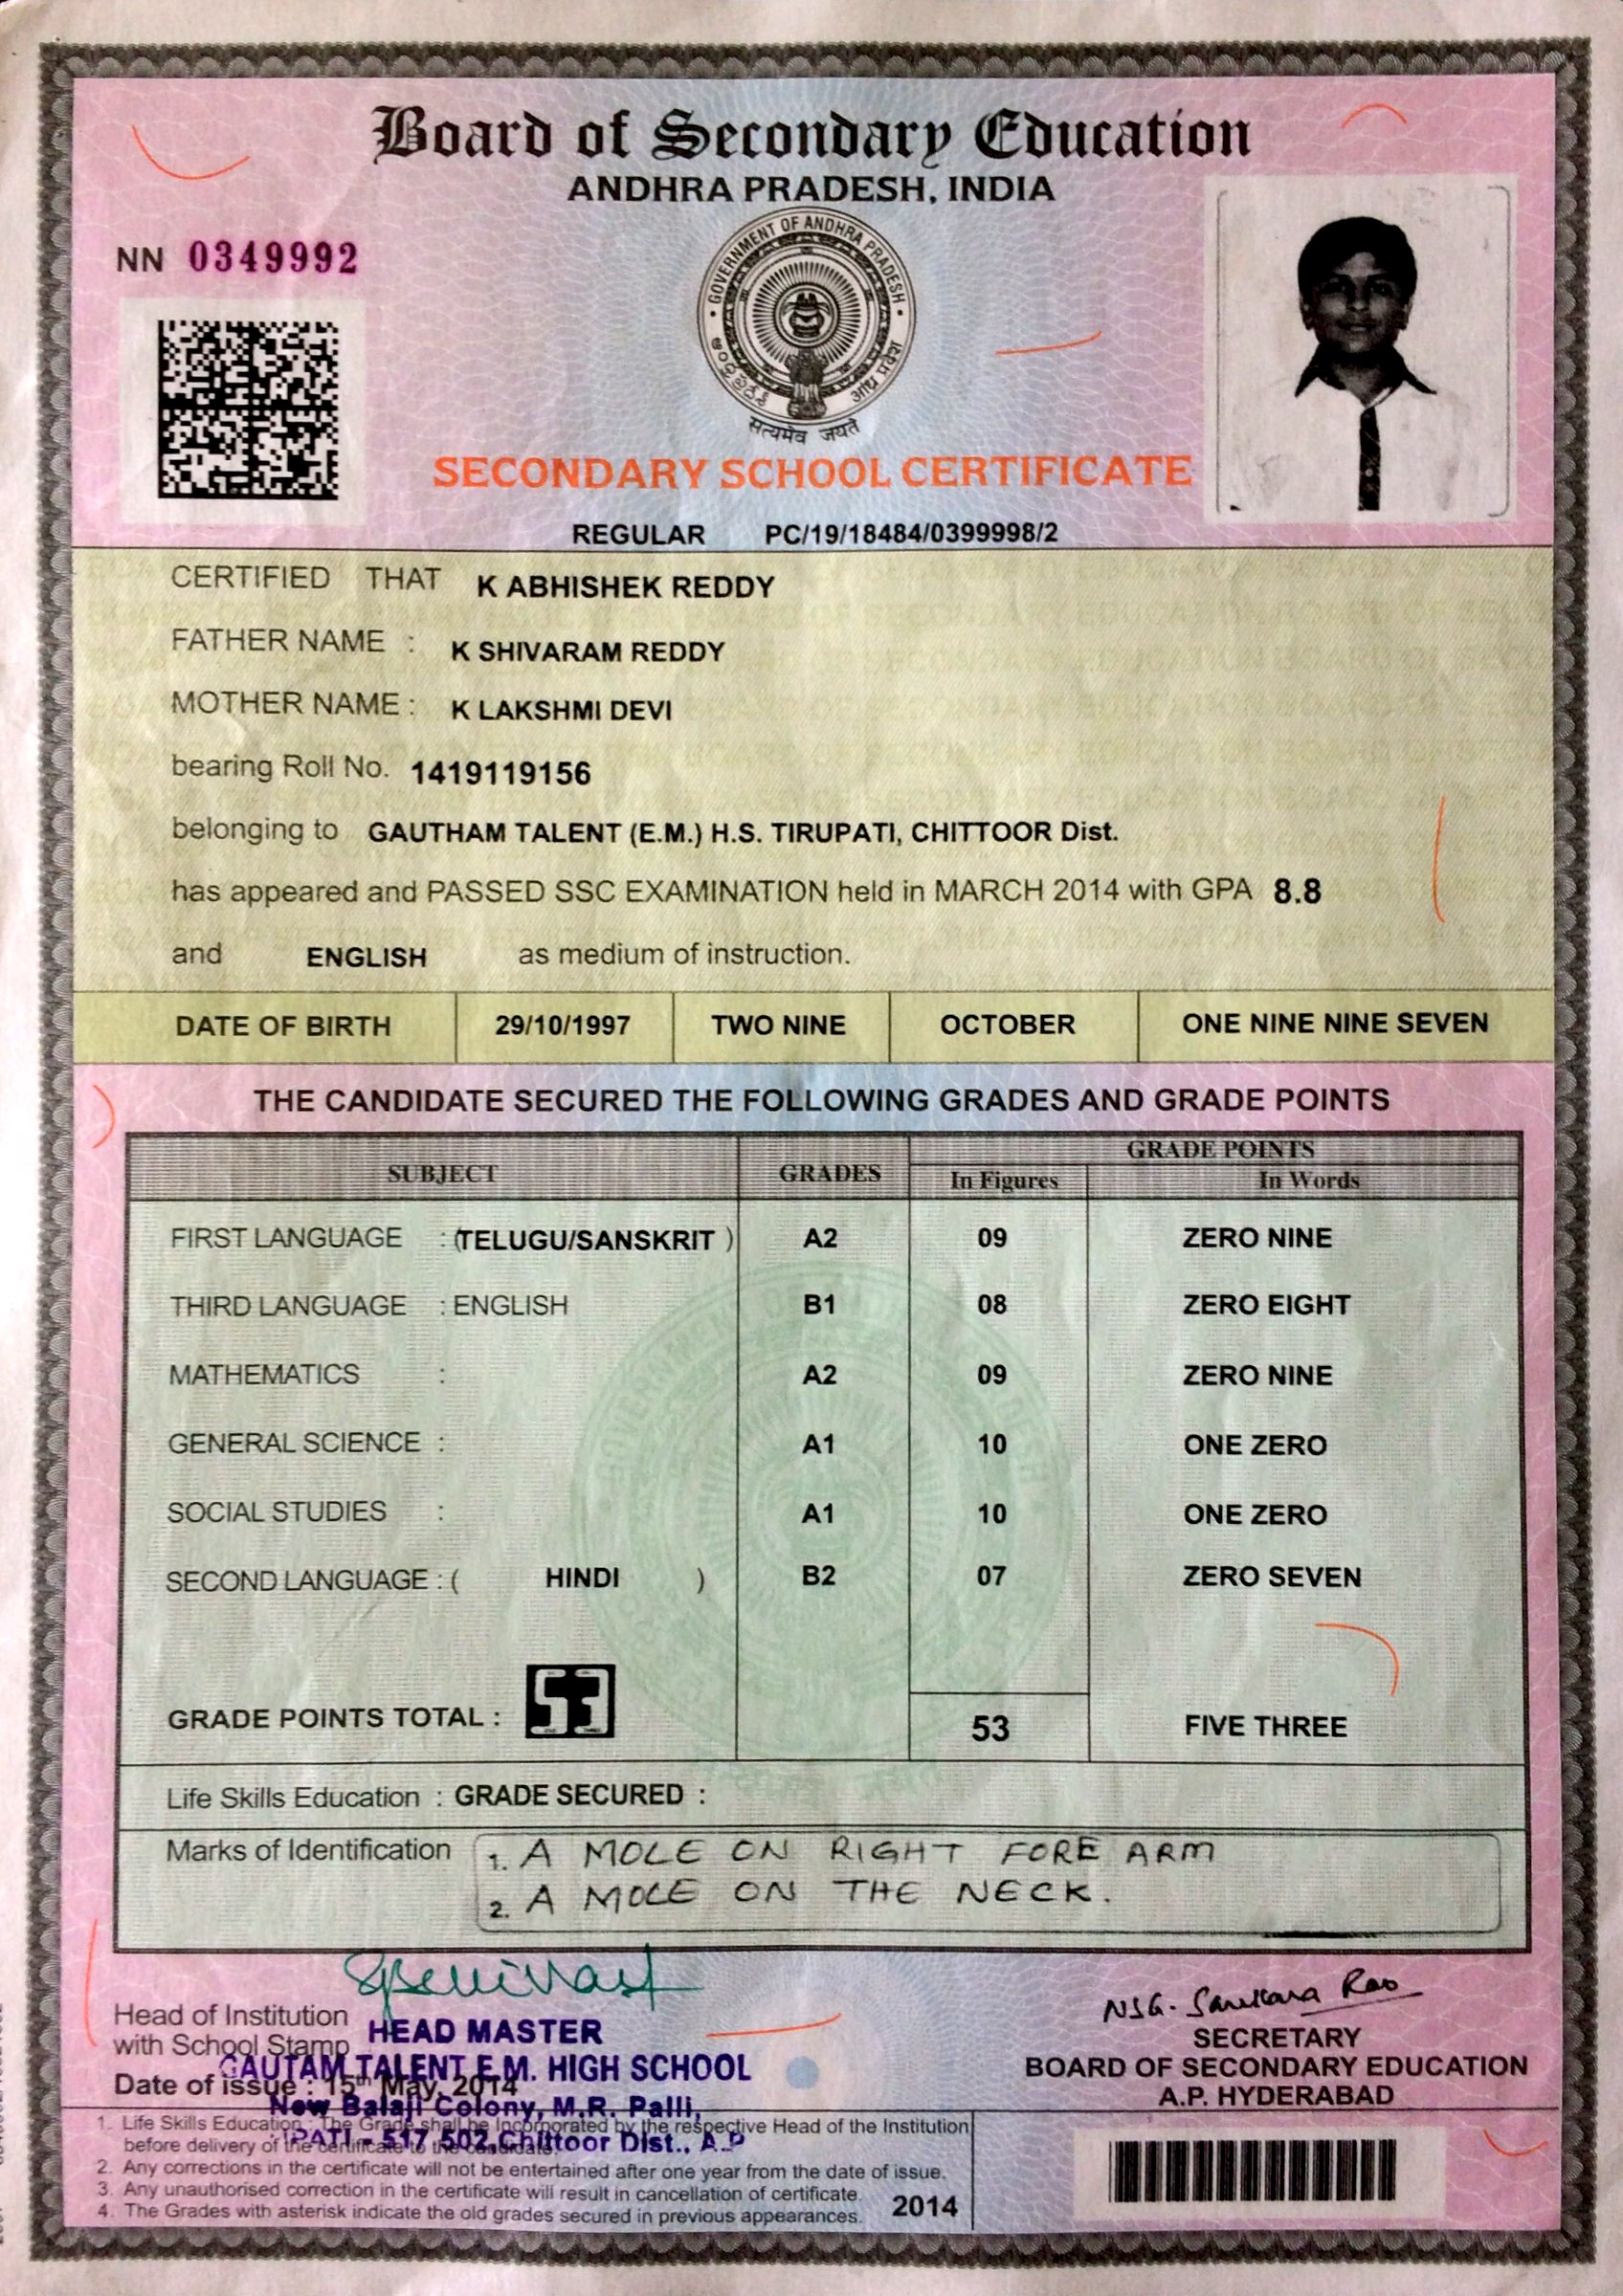 Board of Secondary Education
ANDHRA PRADESH, INDIA
NN 0349992
GOVERNMENT OF ANDHRA PRADESH
ఆంధ్రప్రదేశ్
आंध्र प्रदेश
सत्यमेव जयते
SECONDARY SCHOOL CERTIFICATE
REGULAR PC/19/18484/0399998/2
CERTIFIED THAT K ABHISHEK REDDY
FATHER NAME : K SHIVARAM REDDY
MOTHER NAME : K LAKSHMI DEVI
bearing Roll No. 1419119156
belonging to GAUTHAM TALENT (E.M.) H.S. TIRUPATI, CHITTOOR Dist.
has appeared and PASSED SSC EXAMINATION held in MARCH 2014 with GPA 8.8
and ENGLISH as medium of instruction.
DATE OF BIRTH 29/10/1997 TWO NINE OCTOBER ONE NINE NINE SEVEN
THE CANDIDATE SECURED THE FOLLOWING GRADES AND GRADE POINTS
SUBJECT GRADES GRADE POINTS
In Figures In Words
FIRST LANGUAGE : (TELUGU/SANSKRIT ) A2 09 ZERO NINE
THIRD LANGUAGE : ENGLISH B1 08 ZERO EIGHT
MATHEMATICS : A2 09 ZERO NINE
GENERAL SCIENCE : A1 10 ONE ZERO
SOCIAL STUDIES : A1 10 ONE ZERO
SECOND LANGUAGE : ( HINDI ) B2 07 ZERO SEVEN
GRADE POINTS TOTAL : 53 53 FIVE THREE
Life Skills Education : GRADE SECURED :
Marks of Identification 1. A MOLE ON RIGHT FORE ARM
2. A MOLE ON THE NECK.
Head of Institution
with School Stamp
HEAD MASTER
GAUTAM TALENT E.M. HIGH SCHOOL
Date of issue : 15th May, 2014
New Balaji Colony, M.R. Palli,
PATI - 517 502, Chittoor Dist., A.P
NSG. Sankara Rao
SECRETARY
BOARD OF SECONDARY EDUCATION
A.P. HYDERABAD
1. Life Skills Education : The Grade shall be Incorporated by the respective Head of the Institution
before delivery of the certificate to the candidate.
2. Any corrections in the certificate will not be entertained after one year from the date of issue.
3. Any unauthorised correction in the certificate will result in cancellation of certificate.
4. The Grades with asterisk indicate the old grades secured in previous appearances.
2014